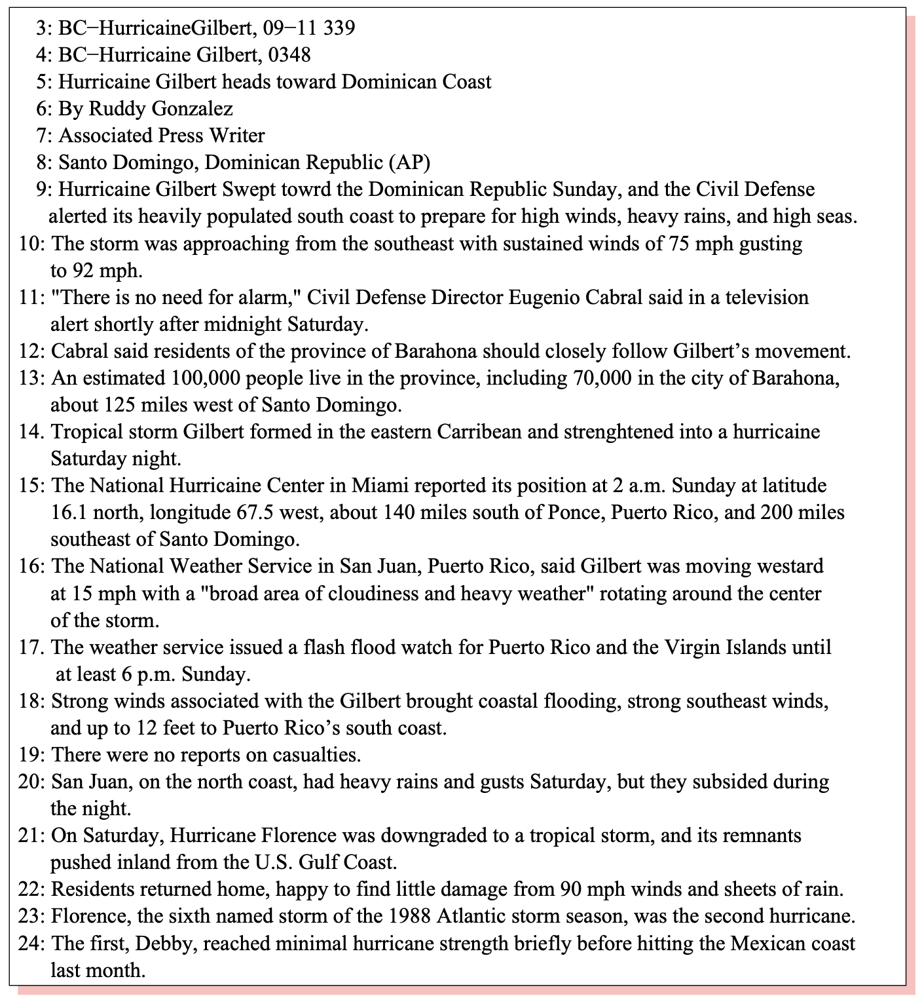 3: BC−HurricaineGilbert, 09−11 339
4: BC−Hurricaine Gilbert, 0348
5: Hurricaine Gilbert heads toward Dominican Coast
6: By Ruddy Gonzalez
7: Associated Press Writer
8: Santo Domingo, Dominican Republic (AP)
9: Hurricaine Gilbert Swept towrd the Dominican Republic Sunday, and the Civil Defense
alerted its heavily populated south coast to prepare for high winds, heavy rains, and high seas.
10: The storm was approaching from the southeast with sustained winds of 75 mph gusting
to 92 mph.
11: "There is no need for alarm," Civil Defense Director Eugenio Cabral said in a television
alert shortly after midnight Saturday.
12: Cabral said residents of the province of Barahona should closely follow Gilbert’s movement.
13: An estimated 100,000 people live in the province, including 70,000 in the city of Barahona,
about 125 miles west of Santo Domingo.
14. Tropical storm Gilbert formed in the eastern Carribean and strenghtened into a hurricaine
Saturday night.
15: The National Hurricaine Center in Miami reported its position at 2 a.m. Sunday at latitude
16.1 north, longitude 67.5 west, about 140 miles south of Ponce, Puerto Rico, and 200 miles
southeast of Santo Domingo.
16: The National Weather Service in San Juan, Puerto Rico, said Gilbert was moving westard
at 15 mph with a "broad area of cloudiness and heavy weather" rotating around the center
of the storm.
17. The weather service issued a flash flood watch for Puerto Rico and the Virgin Islands until
at least 6 p.m. Sunday.
18: Strong winds associated with the Gilbert brought coastal flooding, strong southeast winds,
and up to 12 feet to Puerto Rico’s south coast.
19: There were no reports on casualties.
20: San Juan, on the north coast, had heavy rains and gusts Saturday, but they subsided during
the night.
21: On Saturday, Hurricane Florence was downgraded to a tropical storm, and its remnants
pushed inland from the U.S. Gulf Coast.
22: Residents returned home, happy to find little damage from 90 mph winds and sheets of rain.
23: Florence, the sixth named storm of the 1988 Atlantic storm season, was the second hurricane.
24: The first, Debby, reached minimal hurricane strength briefly before hitting the Mexican coast
last month.